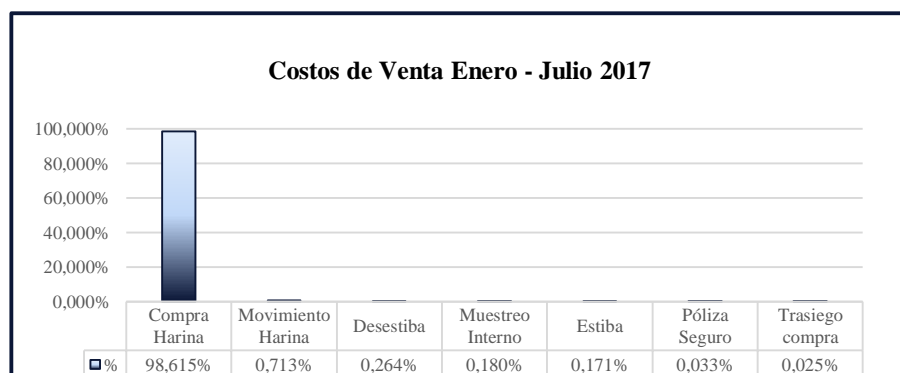 Costos de Venta Enero - Julio 2017
100,000%
80,000%
60,000%
40,000%
20,000%
0,000%
Compra Harina
Movimiento Harina
Desestiba
Muestreo Interno
Estiba
Póliza Seguro
Trasiego compra
% 98,615% 0,713% 0,264% 0,180% 0,171% 0,033% 0,025%